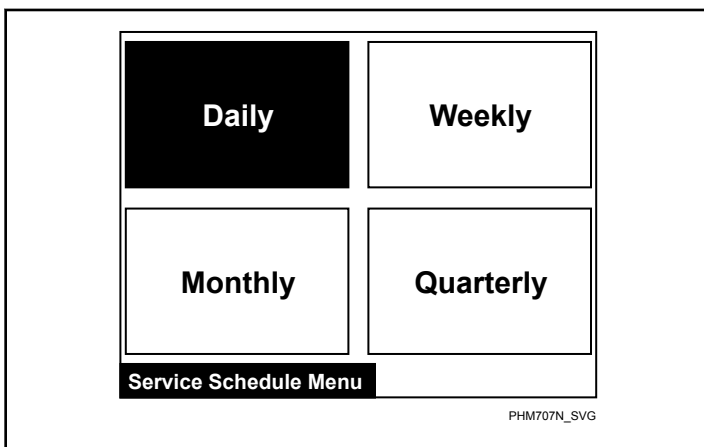 Daily Weekly
Monthly Quarterly
Service Schedule Menu
PHM707N_SVG